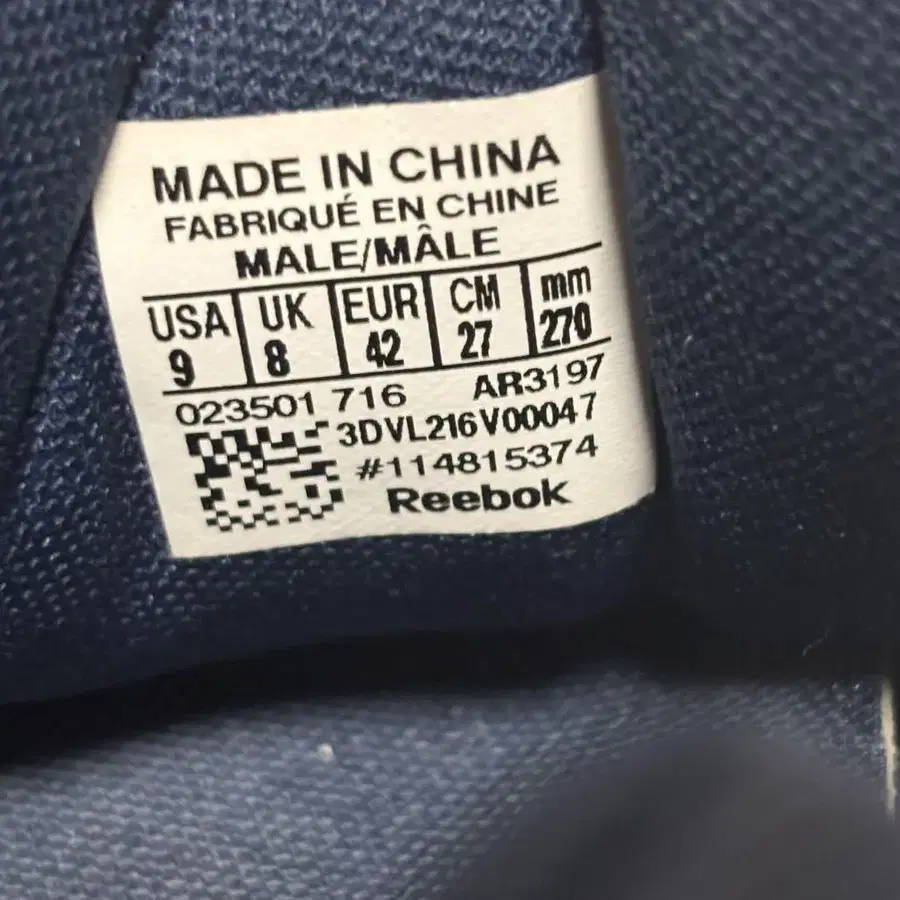 MADE IN CHINA
FABRIQUÉ EN CHINE
MALE/MÂLE
USA UK EUR CM mm
9 8 42 27 270
023501 716 AR3197
3DVL216V00047
#114815374
Reebok